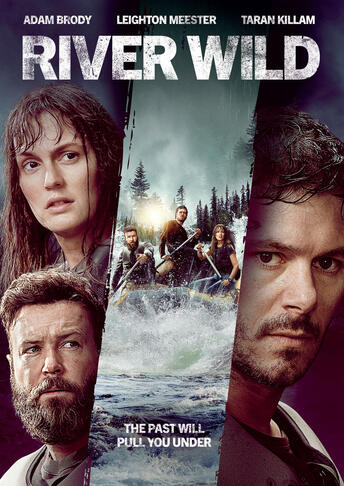 ADAM BRODY LEIGHTON MEESTER TARAN KILLAM
RIVER WILD
THE PAST WILL
PULL YOU UNDER